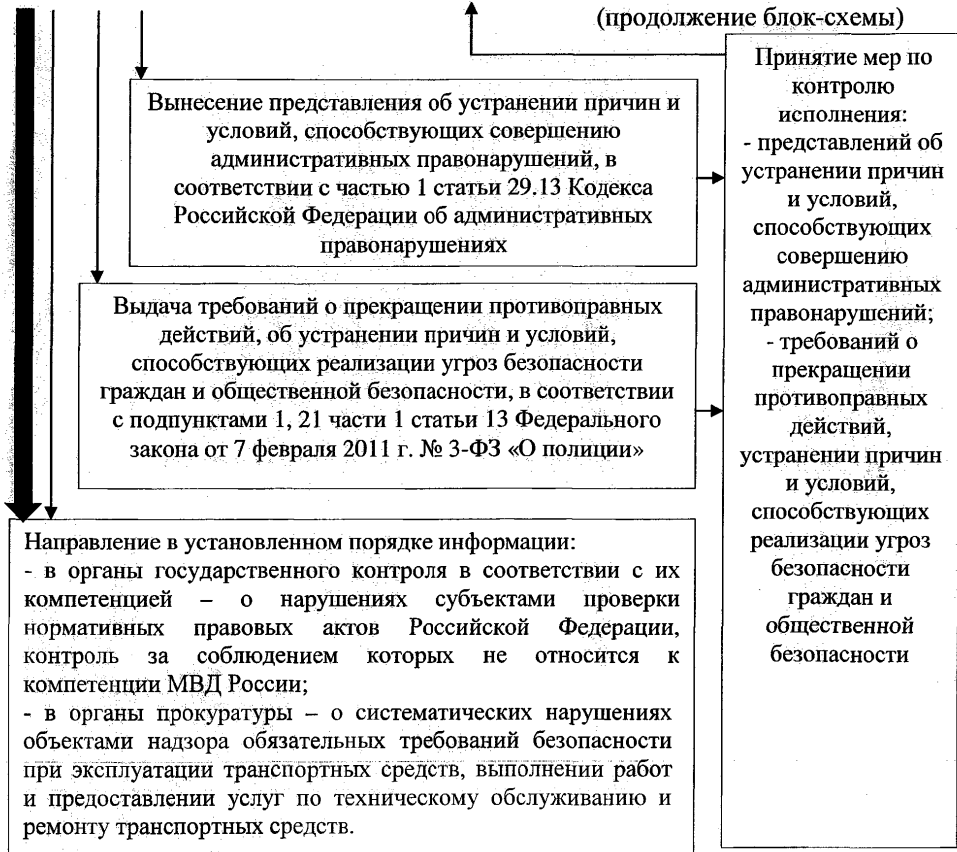 (продолжение блок-схемы)
Вынесение представления об устранении причин и
условий, способствующих совершению
административных правонарушений, в
соответствии с частью 1 статьи 29.13 Кодекса
Российской Федерации об административных
правонарушениях
Выдача требований о прекращении противоправных
действий, об устранении причин и условий,
способствующих реализации угроз безопасности
граждан и общественной безопасности, в соответствии
с подпунктами 1, 21 части 1 статьи 13 Федерального
закона от 7 февраля 2011 г. № 3-ФЗ «О полиции»
Направление в установленном порядке информации:
- в органы государственного контроля в соответствии с их
компетенцией – о нарушениях субъектами проверки
нормативных правовых актов Российской Федерации,
контроль за соблюдением которых не относится к
компетенции МВД России;
- в органы прокуратуры – о систематических нарушениях
объектами надзора обязательных требований безопасности
при эксплуатации транспортных средств, выполнении работ
и предоставлении услуг по техническому обслуживанию и
ремонту транспортных средств.
Принятие мер по
контролю
исполнения:
- представлений об
устранении причин
и условий,
способствующих
совершению
административных
правонарушений;
- требований о
прекращении
противоправных
действий,
устранении причин
и условий,
способствующих
реализации угроз
безопасности
граждан и
общественной
безопасности